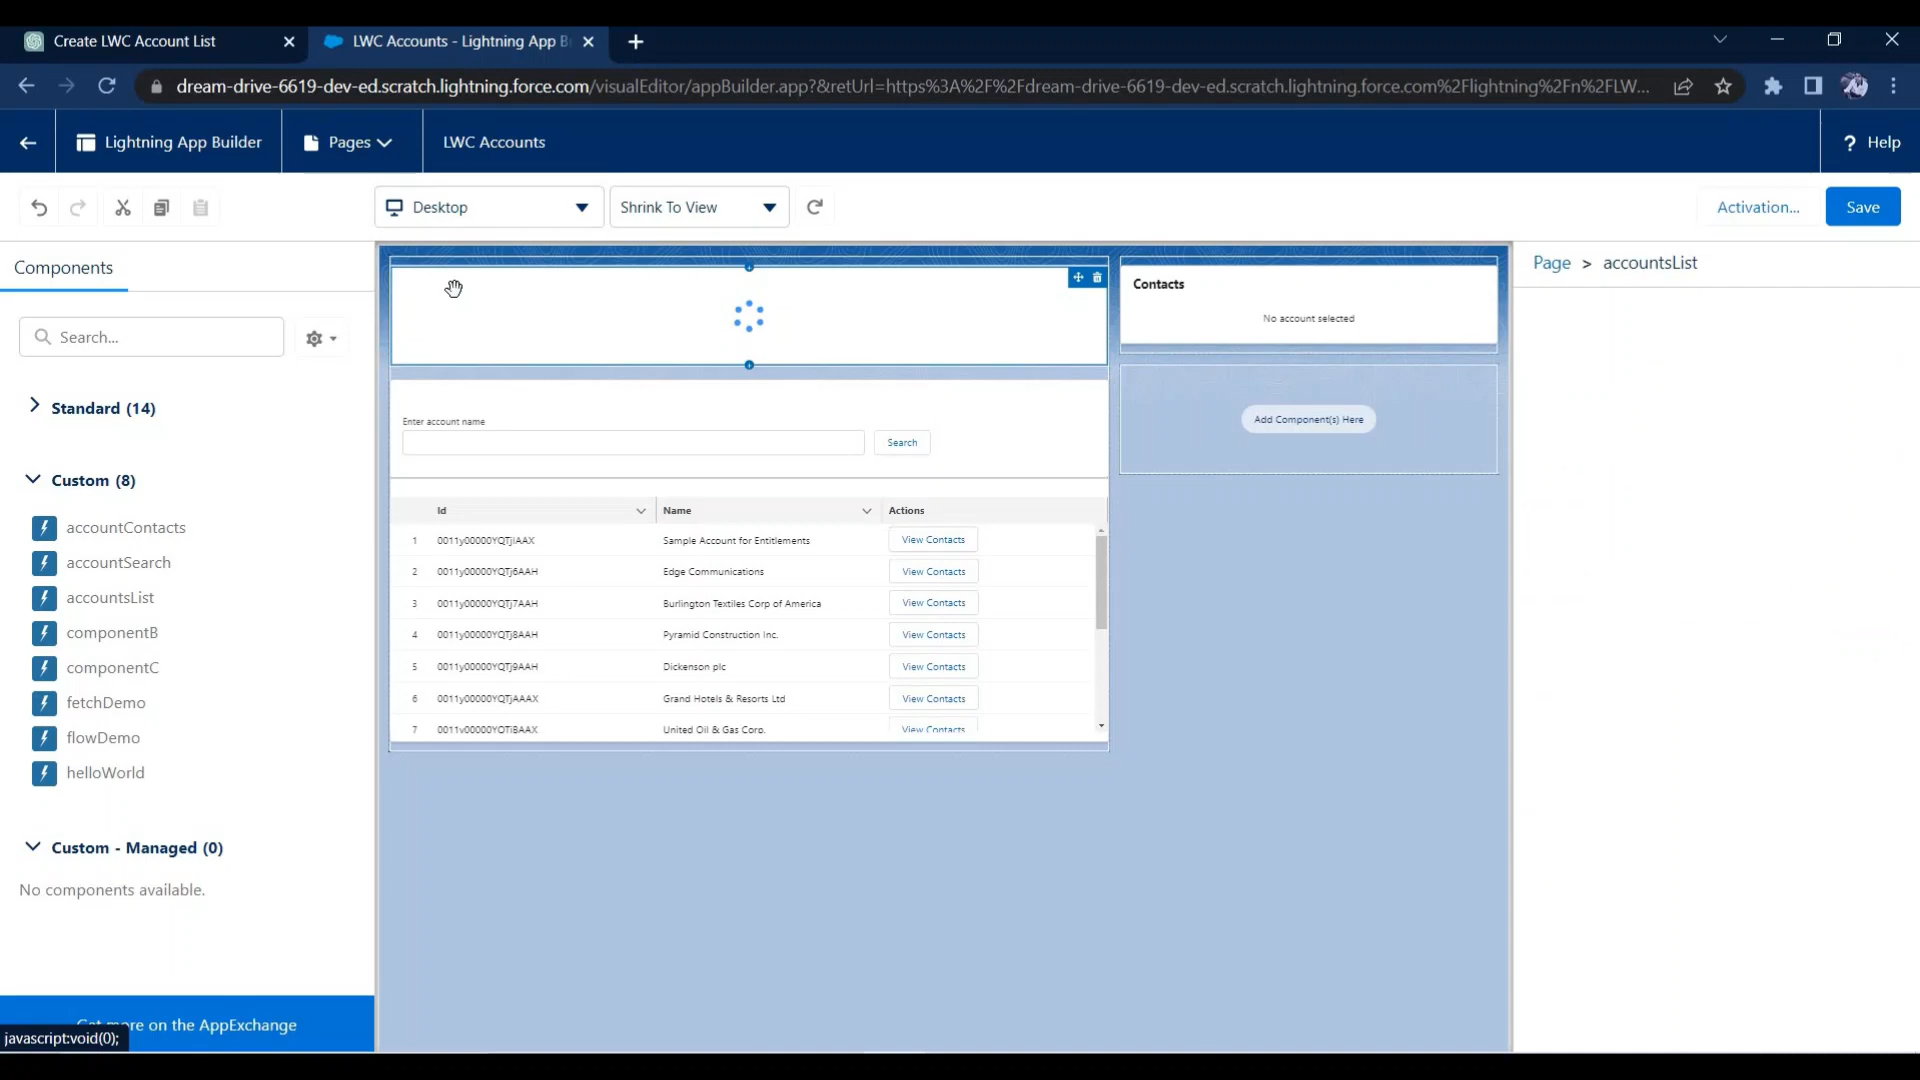 Create LWC Account List
LWC Accounts - Lightning App B
dream-drive-6619-dev-ed.scratch.lightning.force.com/visualEditor/appBuilder.app?&retUrl=https%3A%2F%2Fdream-drive-6619-dev-ed.scratch.lightning.force.com%2Flightning%2Fn%2FLW...
Lightning App Builder
Pages
LWC Accounts
? Help
Desktop
Shrink To View
Activation...
Save
Components
Search...
Standard (14)
Custom (8)
accountContacts
accountSearch
accountsList
componentB
componentC
fetchDemo
flowDemo
helloWorld
Custom - Managed (0)
No components available.
Get more on the AppExchange
javascript:void(0);
Enter account name
Search
Id Name Actions
1 0011y00000YQTjIAAX Sample Account for Entitlements View Contacts
2 0011y00000YQTj6AAH Edge Communications View Contacts
3 0011y00000YQTj7AAH Burlington Textiles Corp of America View Contacts
4 0011y00000YQTj8AAH Pyramid Construction Inc. View Contacts
5 0011y00000YQTj9AAH Dickenson plc View Contacts
6 0011y00000YQTjAAAX Grand Hotels & Resorts Ltd View Contacts
7 0011y00000YQTjBAAX United Oil & Gas Corp. View Contacts
Contacts
No account selected
Add Component(s) Here
Page > accountsList